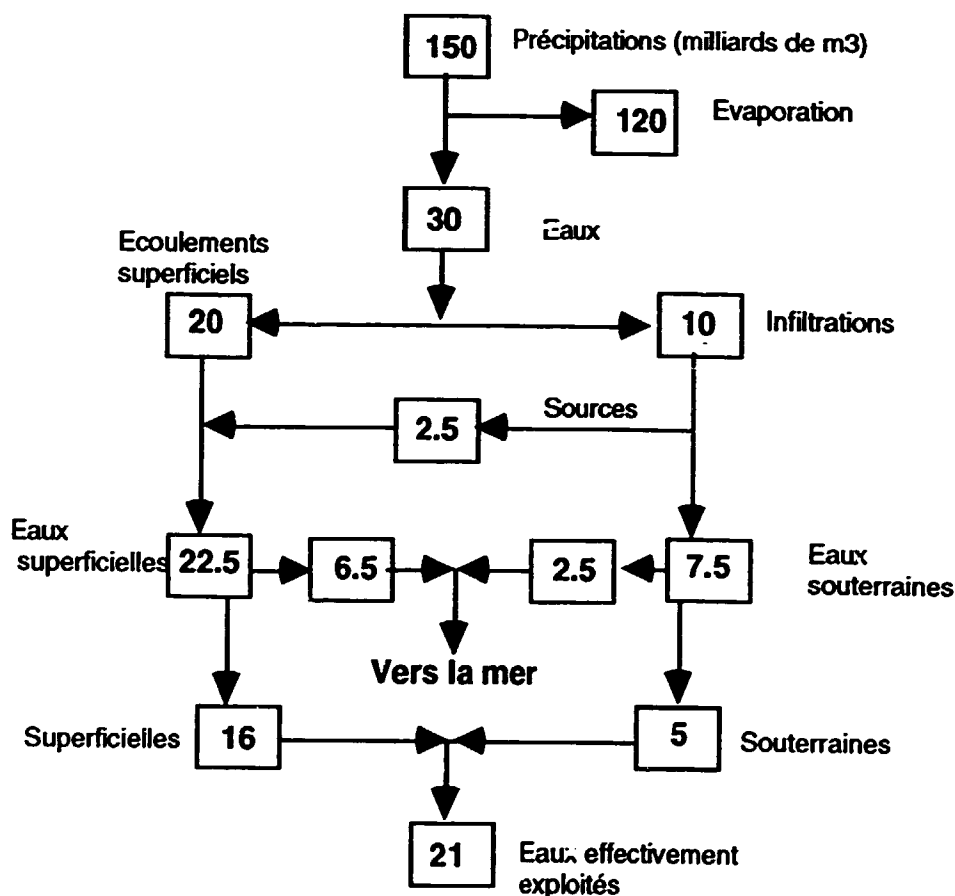 150 Précipitations (milliards de m3)
120 Evaporation
30 Eaux
Ecoulements
superficiels
20 10 Infiltrations
2.5 Sources
Eaux
superficielles
22.5 6.5 2.5 7.5
Eaux
souterraines
Vers la mer
Superficielles 16 5 Souterraines
21 Eaux effectivement
exploités